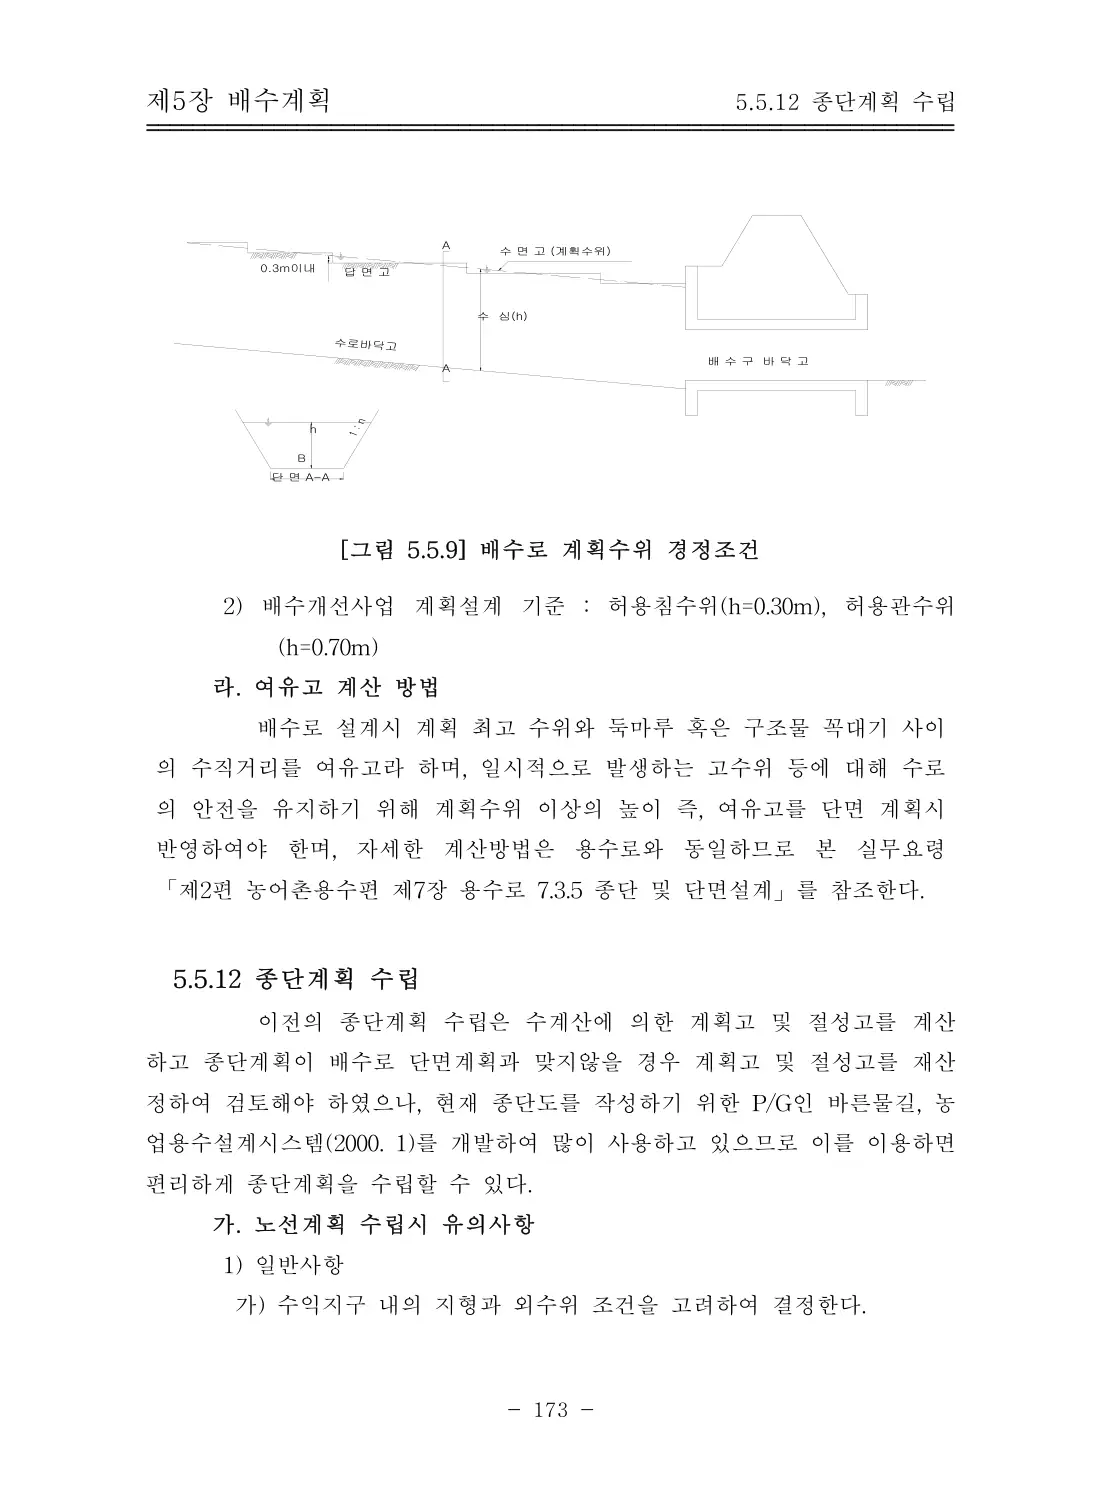 제5장 배수계획
5.5.12 종단계획 수립
A
수 면 고 (계획수위)
0.3m이내
답 면 고
수 심(h)
수로바닥고
A
배 수 구 바 닥 고
h
1 : n
B
단 면 A-A
[그림 5.5.9] 배수로 계획수위 경정조건
2) 배수개선사업 계획설계 기준 : 허용침수위(h=0.30m), 허용관수위
(h=0.70m)
라. 여유고 계산 방법
배수로 설계시 계획 최고 수위와 둑마루 혹은 구조물 꼭대기 사이
의 수직거리를 여유고라 하며, 일시적으로 발생하는 고수위 등에 대해 수로
의 안전을 유지하기 위해 계획수위 이상의 높이 즉, 여유고를 단면 계획시
반영하여야 한며, 자세한 계산방법은 용수로와 동일하므로 본 실무요령
「제2편 농어촌용수편 제7장 용수로 7.3.5 종단 및 단면설계」를 참조한다.
5.5.12 종단계획 수립
이전의 종단계획 수립은 수계산에 의한 계획고 및 절성고를 계산
하고 종단계획이 배수로 단면계획과 맞지않을 경우 계획고 및 절성고를 재산
정하여 검토해야 하였으나, 현재 종단도를 작성하기 위한 P/G인 바른물길, 농
업용수설계시스템(2000. 1)를 개발하여 많이 사용하고 있으므로 이를 이용하면
편리하게 종단계획을 수립할 수 있다.
가. 노선계획 수립시 유의사항
1) 일반사항
가) 수익지구 내의 지형과 외수위 조건을 고려하여 결정한다.
- 173 -